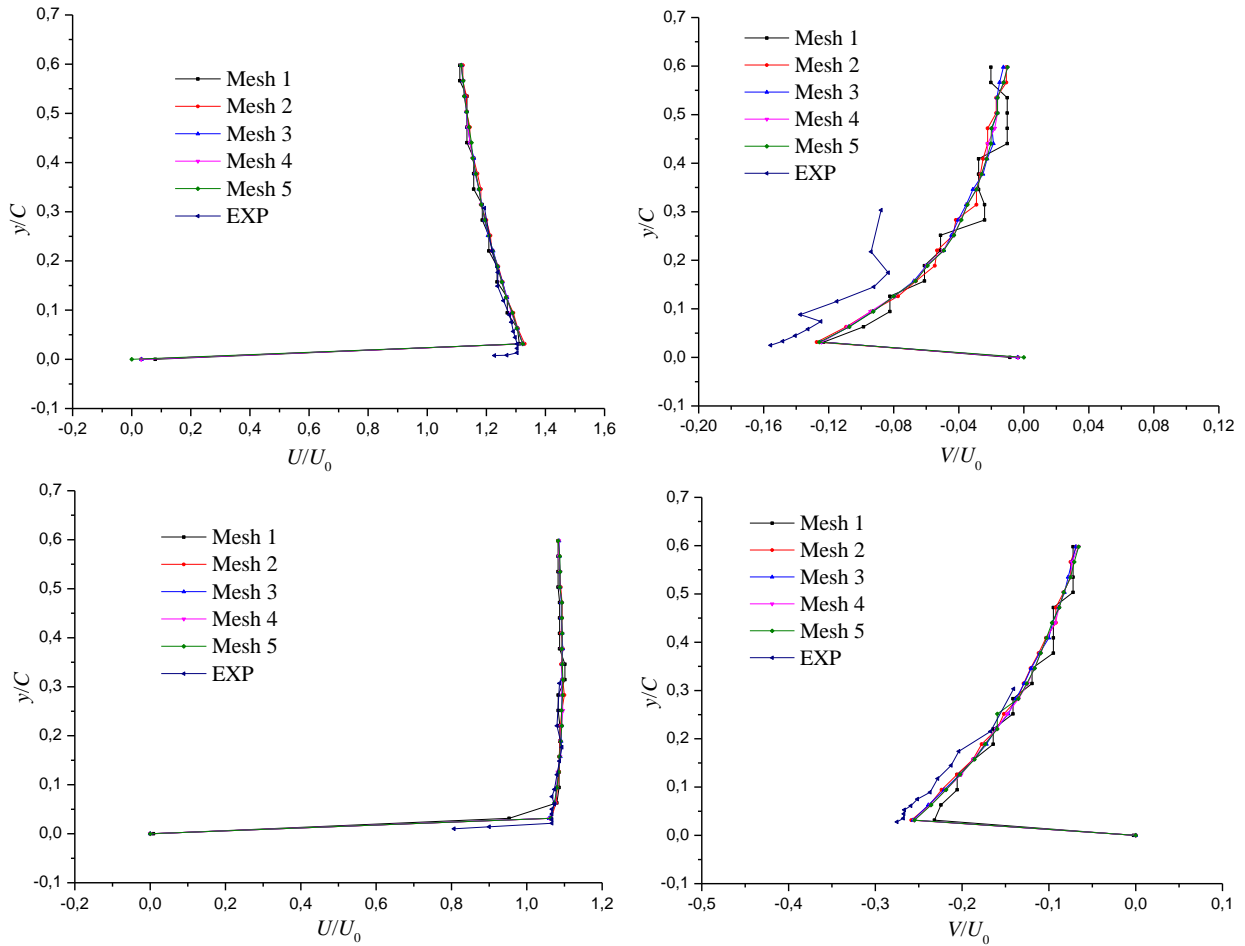 0,7
0,6
0,5
0,4
0,3
0,2
0,1
0,0
-0,1
y/C
Mesh 1
Mesh 2
Mesh 3
Mesh 4
Mesh 5
EXP
-0,2 0,0 0,2 0,4 0,6 0,8 1,0 1,2 1,4 1,6
U/U0
0,7
0,6
0,5
0,4
0,3
0,2
0,1
0,0
-0,1
y/C
Mesh 1
Mesh 2
Mesh 3
Mesh 4
Mesh 5
EXP
-0,20 -0,16 -0,12 -0,08 -0,04 0,00 0,04 0,08 0,12
V/U0
0,7
0,6
0,5
0,4
0,3
0,2
0,1
0,0
-0,1
y/C
Mesh 1
Mesh 2
Mesh 3
Mesh 4
Mesh 5
EXP
-0,2 0,0 0,2 0,4 0,6 0,8 1,0 1,2
U/U0
0,7
0,6
0,5
0,4
0,3
0,2
0,1
0,0
-0,1
y/C
Mesh 1
Mesh 2
Mesh 3
Mesh 4
Mesh 5
EXP
-0,5 -0,4 -0,3 -0,2 -0,1 0,0 0,1
V/U0